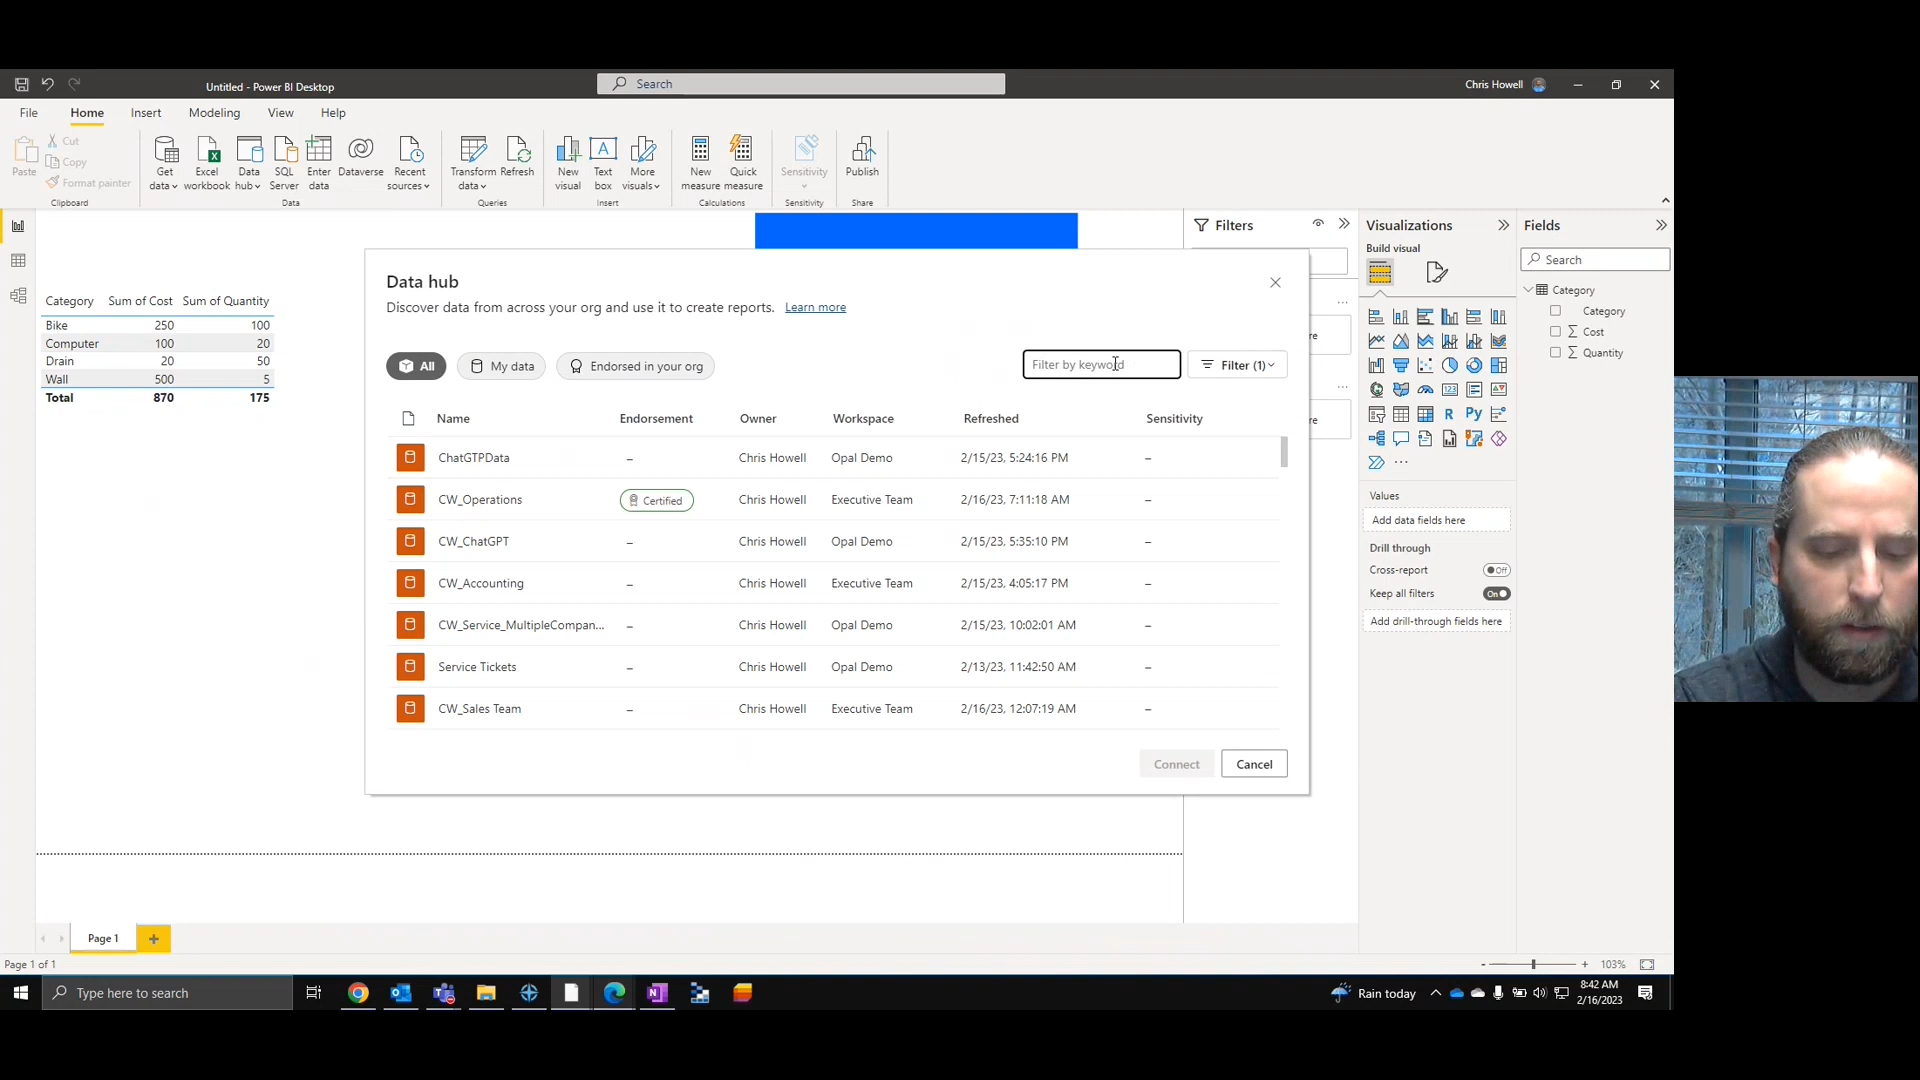 Untitled - Power BI Desktop
Search
Chris Howell
File Home Insert Modeling View Help
Paste
Cut
Copy
Format painter
Get data
Excel workbook
Data hub
SQL Server
Enter data
Dataverse
Recent sources
Transform data
Refresh
New visual
Text box
More visuals
New measure
Quick measure
Sensitivity
Publish
Clipboard Data Queries Insert Calculations Sensitivity Share
Category Sum of Cost Sum of Quantity
Bike 250 100
Computer 100 20
Drain 20 50
Wall 500 5
Total 870 175
Data hub
Discover data from across your org and use it to create reports. Learn more
All My data Endorsed in your org
Filter by keyword
Filter (1)
Name Endorsement Owner Workspace Refreshed Sensitivity
ChatGTPData – Chris Howell Opal Demo 2/15/23, 5:24:16 PM –
CW_Operations Certified Chris Howell Executive Team 2/16/23, 7:11:18 AM –
CW_ChatGPT – Chris Howell Opal Demo 2/15/23, 5:35:10 PM –
CW_Accounting – Chris Howell Executive Team 2/15/23, 4:05:17 PM –
CW_Service_MultipleCompan... – Chris Howell Opal Demo 2/15/23, 10:02:01 AM –
Service Tickets – Chris Howell Opal Demo 2/13/23, 11:42:50 AM –
CW_Sales Team – Chris Howell Executive Team 2/16/23, 12:07:19 AM –
Connect Cancel
Filters
re
re
Visualizations
Build visual
R Py
123
Values
Add data fields here
Drill through
Cross-report Off
Keep all filters On
Add drill-through fields here
Fields
Search
Category
Category
Cost
Quantity
Page 1
Page 1 of 1
103%
Type here to search
Rain today
8:42 AM
2/16/2023